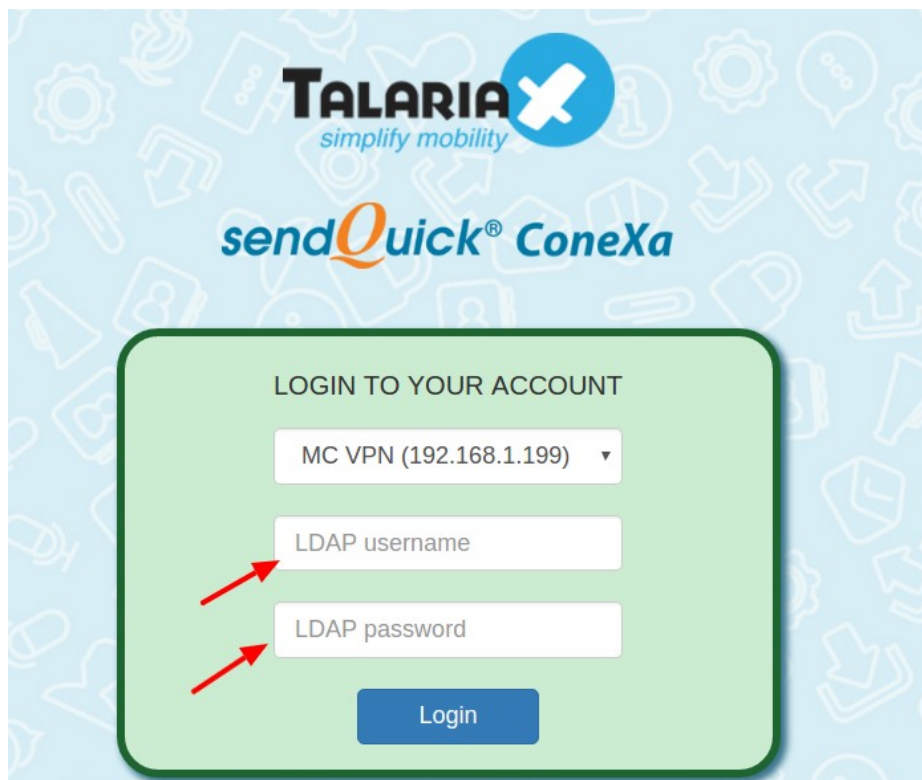 TALARIAX
simplify mobility
sendQuick® ConeXa
LOGIN TO YOUR ACCOUNT
MC VPN (192.168.1.199)
LDAP username
LDAP password
Login